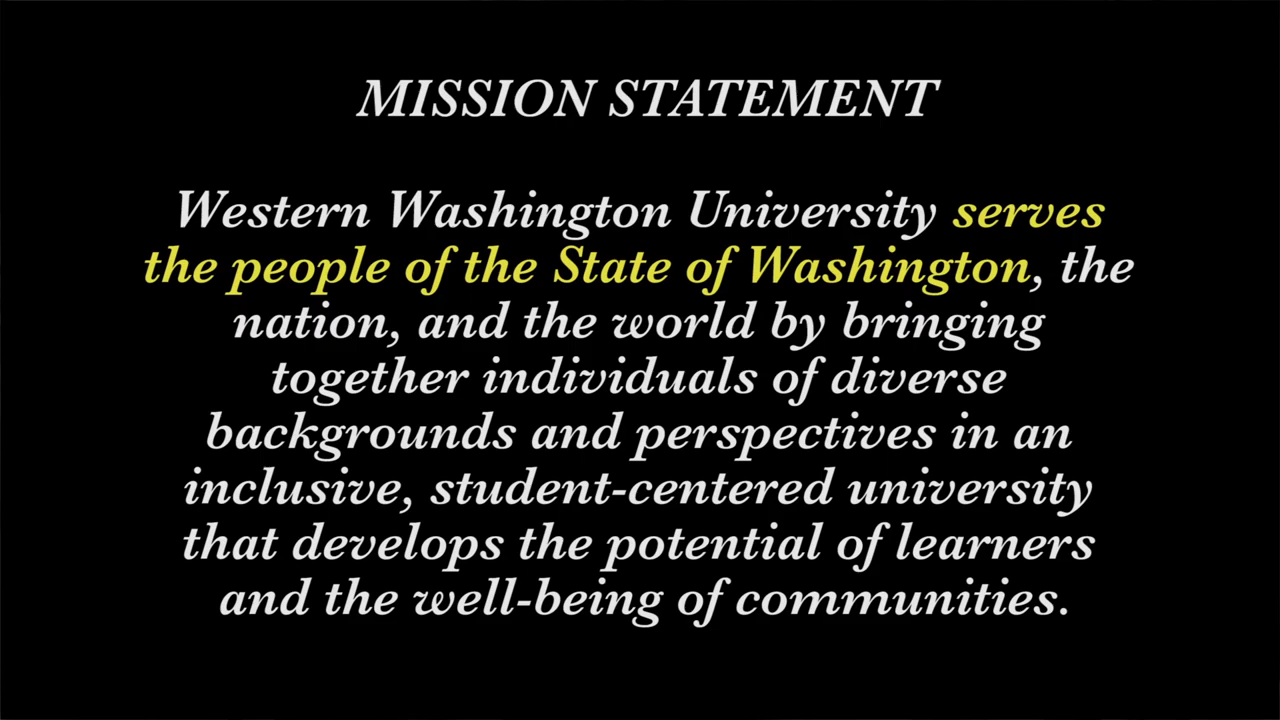 MISSION STATEMENT
Western Washington University serves
the people of the State of Washington, the
nation, and the world by bringing
together individuals of diverse
backgrounds and perspectives in an
inclusive, student-centered university
that develops the potential of learners
and the well-being of communities.